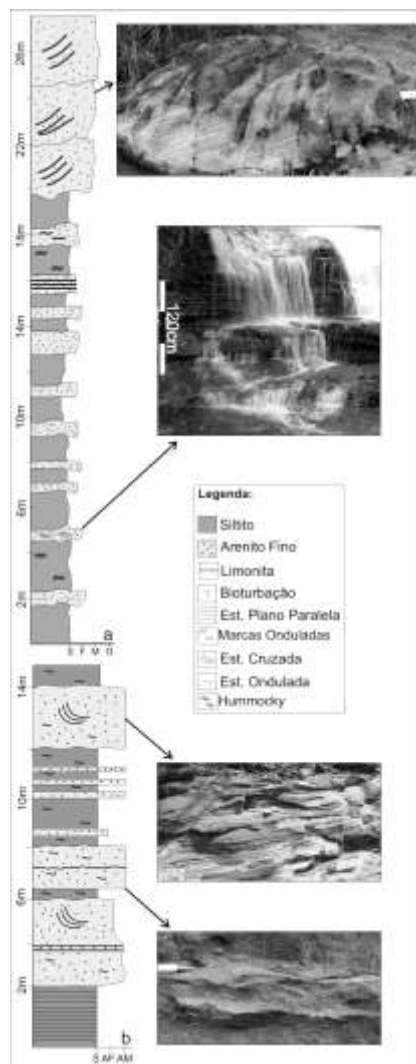 26m
22m
18m
14m
10m
6m
2m
S F M G
a
120cm
Legenda:
Siltito
Arenito Fino
Limonita
Bioturbação
Est. Plano Paralela
Marcas Onduladas
Est. Cruzada
Est. Ondulada
Hummocky
14m
10m
6m
2m
S AF AM
b